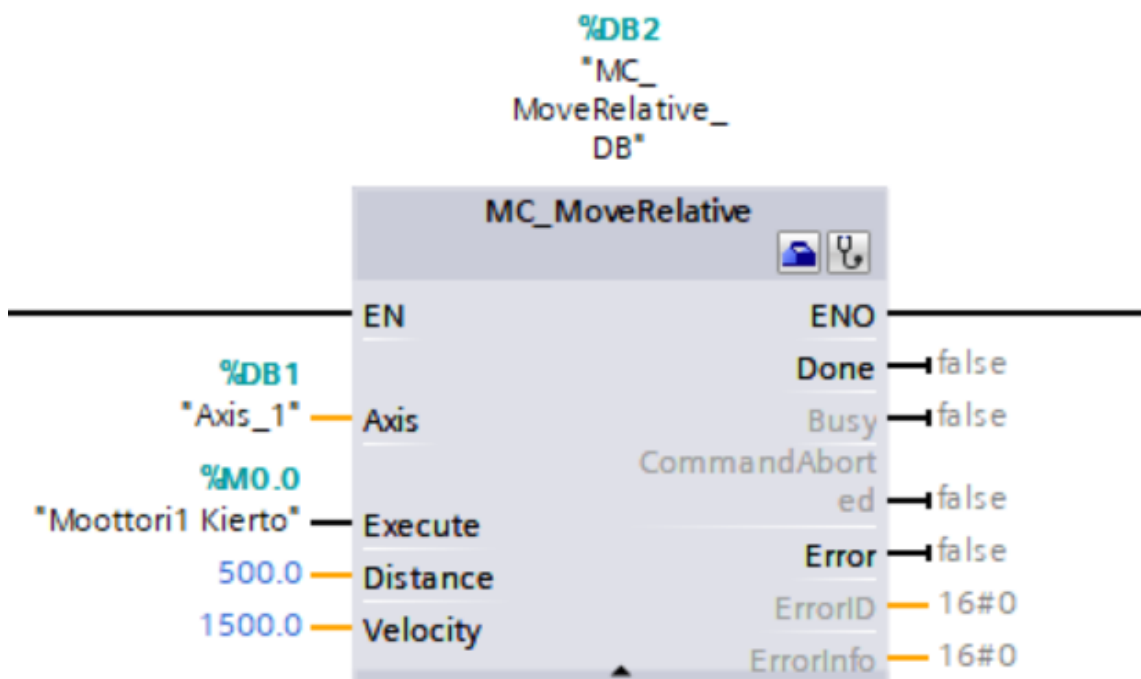 %DB2
"MC_
MoveRelative_
DB"
MC_MoveRelative
EN
ENO
Done
false
%DB1
"Axis_1"
Axis
Busy
false
CommandAbort
ed
false
%M0.0
"Moottori1 Kierto"
Execute
Error
false
500.0
Distance
ErrorID
16#0
1500.0
Velocity
ErrorInfo
16#0